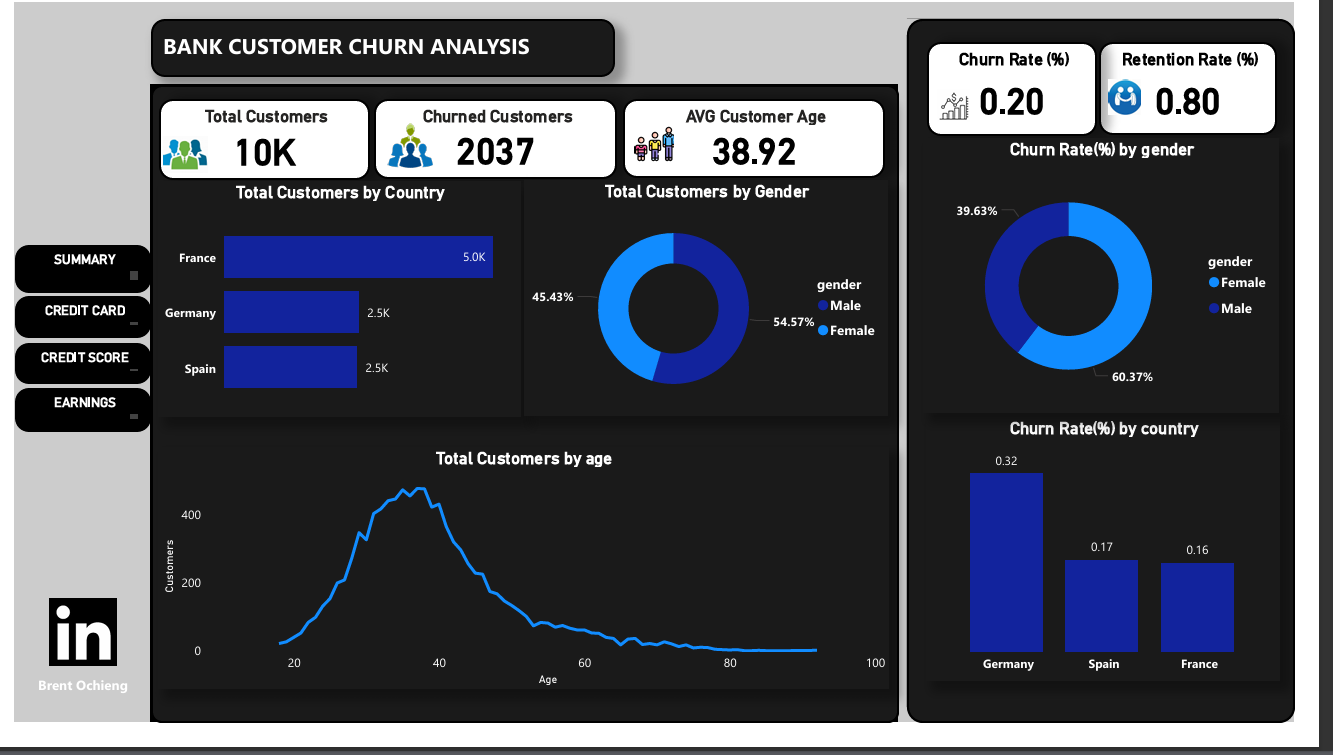 BANK CUSTOMER CHURN ANALYSIS
Total Customers
10K
Churned Customers
2037
AVG Customer Age
38.92
Churn Rate (%)
0.20
Retention Rate (%)
0.80
SUMMARY
CREDIT CARD
CREDIT SCORE
EARNINGS
in
Brent Ochieng
Total Customers by Country
France
5.0K
Germany
2.5K
Spain
2.5K
Total Customers by Gender
45.43%
54.57%
gender
Male
Female
Total Customers by age
Customers
400
200
0
20
40
60
80
100
Age
Churn Rate(%) by gender
39.63%
60.37%
gender
Female
Male
Churn Rate(%) by country
0.32
0.17
0.16
Germany
Spain
France